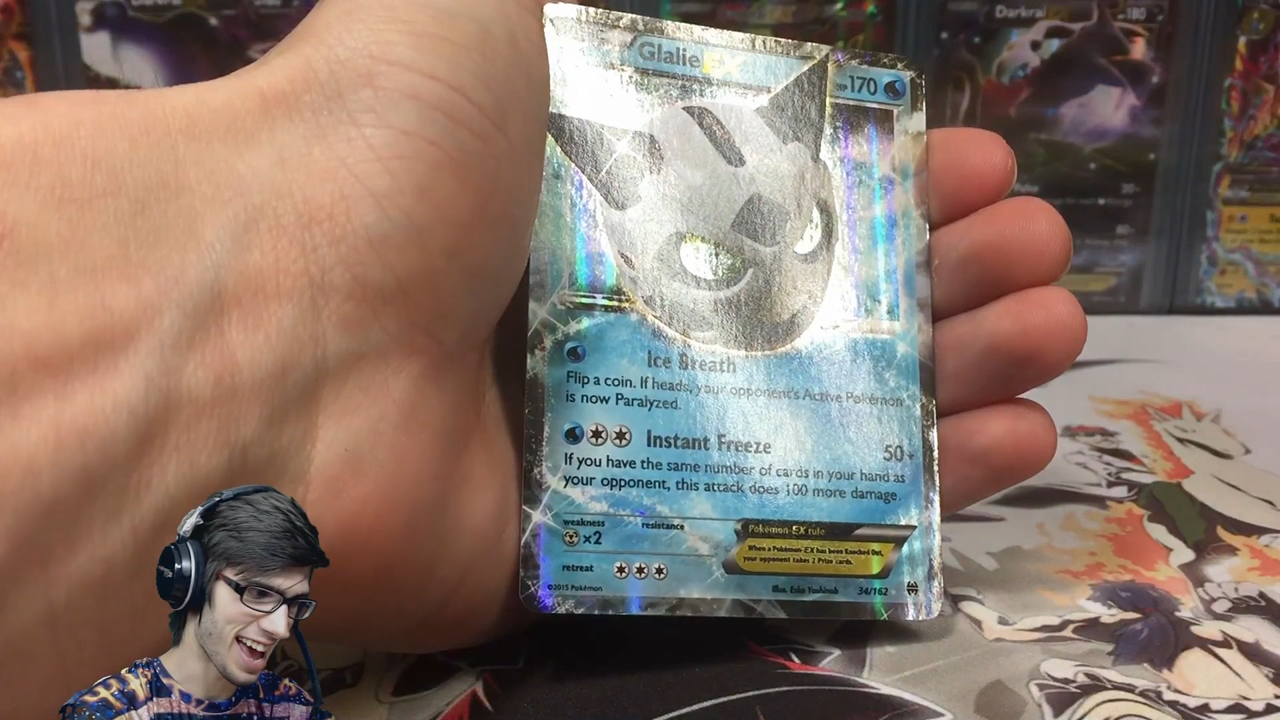 Darkrai
180
Glalie EX
HP 170
Ice Breath
Flip a coin. If heads, your opponent's Active Pokémon
is now Paralyzed.
Instant Freeze 50+
If you have the same number of cards in your hand as
your opponent, this attack does 100 more damage.
weakness resistance
×2
Pokémon-EX rule
When a Pokémon-EX has been Knocked Out,
your opponent takes 2 Prize cards.
retreat
©2015 Pokémon
Illus. Eske Yoshinob 34/162